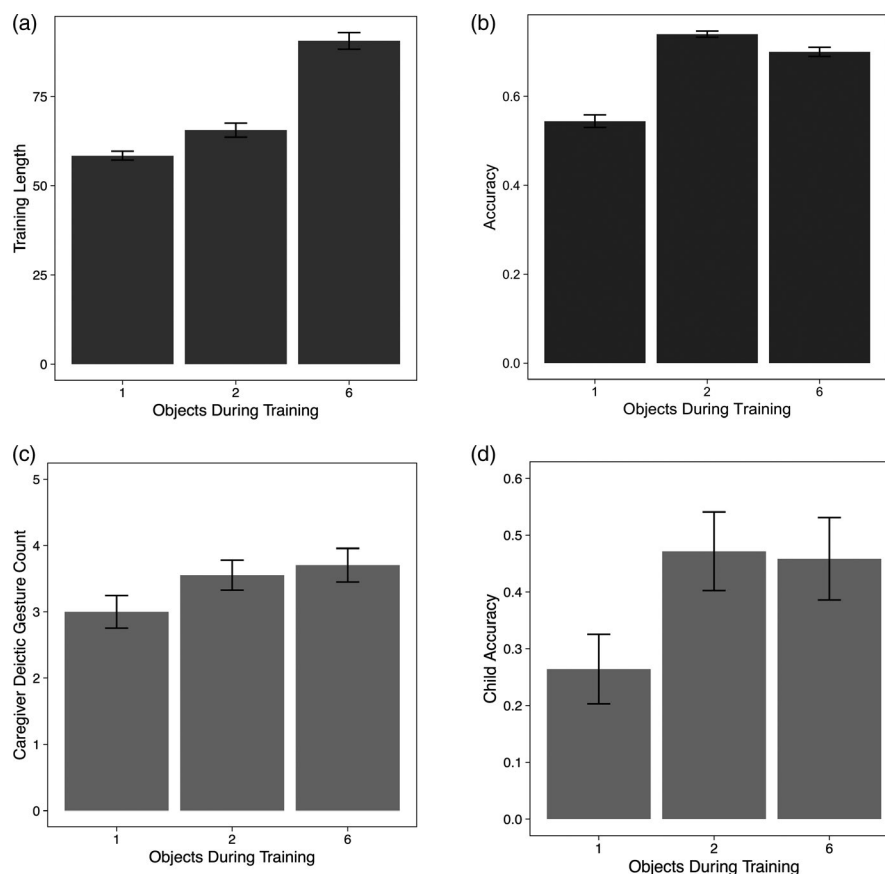 (a)
Training Length
75
50
25
0
1 2 6
Objects During Training
(b)
Accuracy
0.6
0.4
0.2
0.0
1 2 6
Objects During Training
(c)
Caregiver Deictic Gesture Count
5
4
3
2
1
0
1 2 6
Objects During Training
(d)
Child Accuracy
0.6
0.5
0.4
0.3
0.2
0.1
0.0
1 2 6
Objects During Training